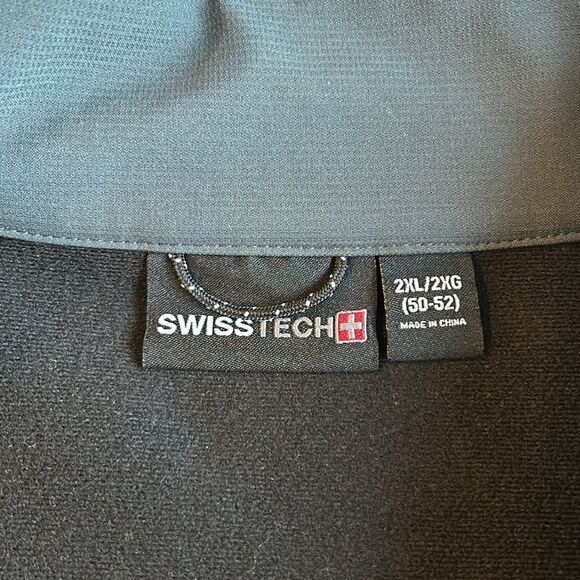 SWISSTECH
2XL/2XG
(50-52)
MADE IN CHINA